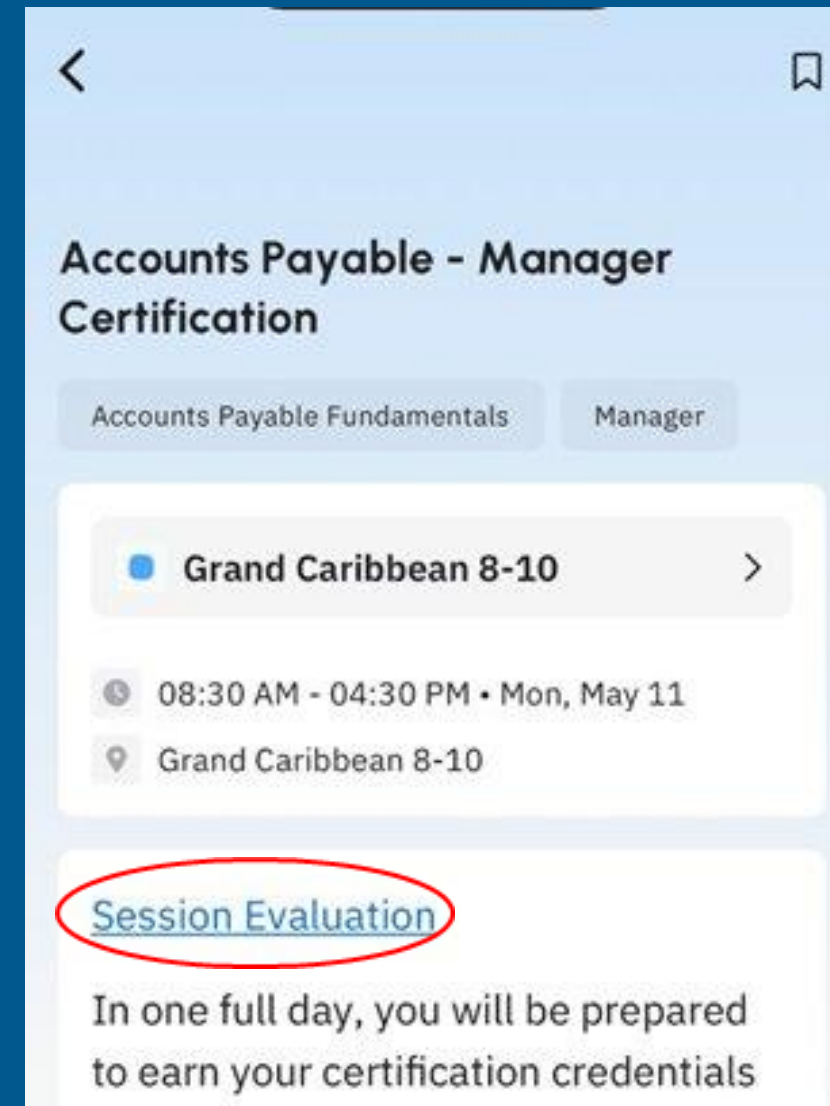 Accounts Payable - Manager
Certification
Accounts Payable Fundamentals Manager
Grand Caribbean 8-10
08:30 AM - 04:30 PM • Mon, May 11
Grand Caribbean 8-10
Session Evaluation
In one full day, you will be prepared
to earn your certification credentials